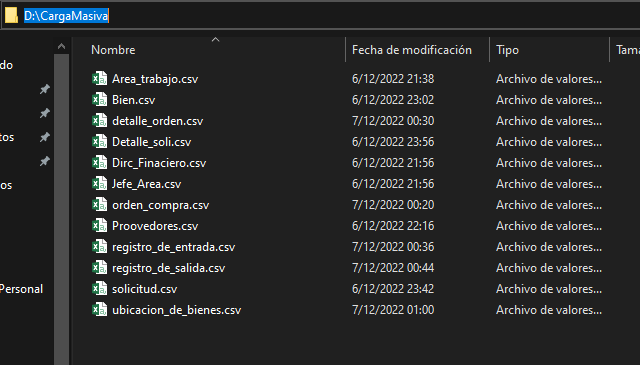 D:\CargaMasiva
Nombre Fecha de modificación Tipo Tama
do
Area_trabajo.csv 6/12/2022 21:38 Archivo de valores...
Bien.csv 6/12/2022 23:02 Archivo de valores...
detalle_orden.csv 7/12/2022 00:30 Archivo de valores...
tos Detalle_soli.csv 6/12/2022 23:56 Archivo de valores...
Dirc_Finaciero.csv 6/12/2022 21:56 Archivo de valores...
os Jefe_Area.csv 6/12/2022 21:56 Archivo de valores...
orden_compra.csv 7/12/2022 00:20 Archivo de valores...
Proovedores.csv 6/12/2022 22:16 Archivo de valores...
registro_de_entrada.csv 7/12/2022 00:36 Archivo de valores...
registro_de_salida.csv 7/12/2022 00:44 Archivo de valores...
Personal solicitud.csv 6/12/2022 23:42 Archivo de valores...
ubicacion_de_bienes.csv 7/12/2022 01:00 Archivo de valores...